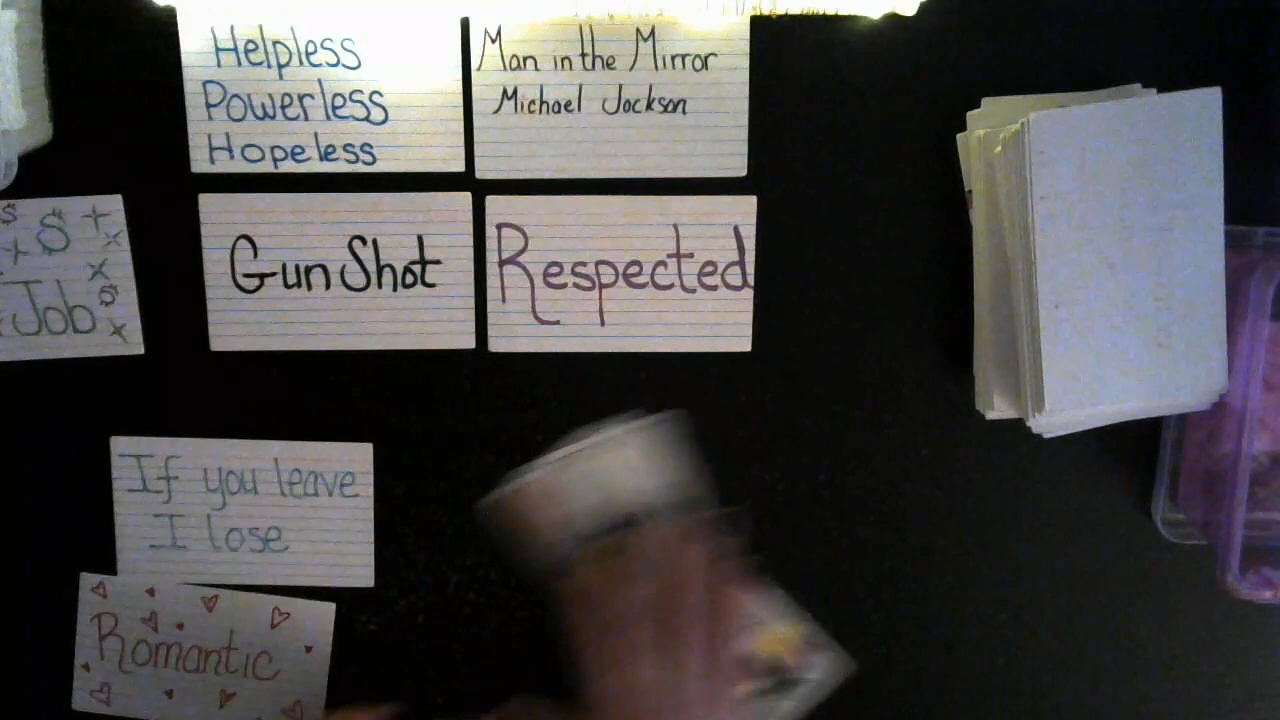 Helpless
Powerless
Hopeless
Man in the Mirror
Michael Jackson
$ $ + x
+ x
Job $ x
Gun Shot
Respected
If you leave
I lose
Romantic